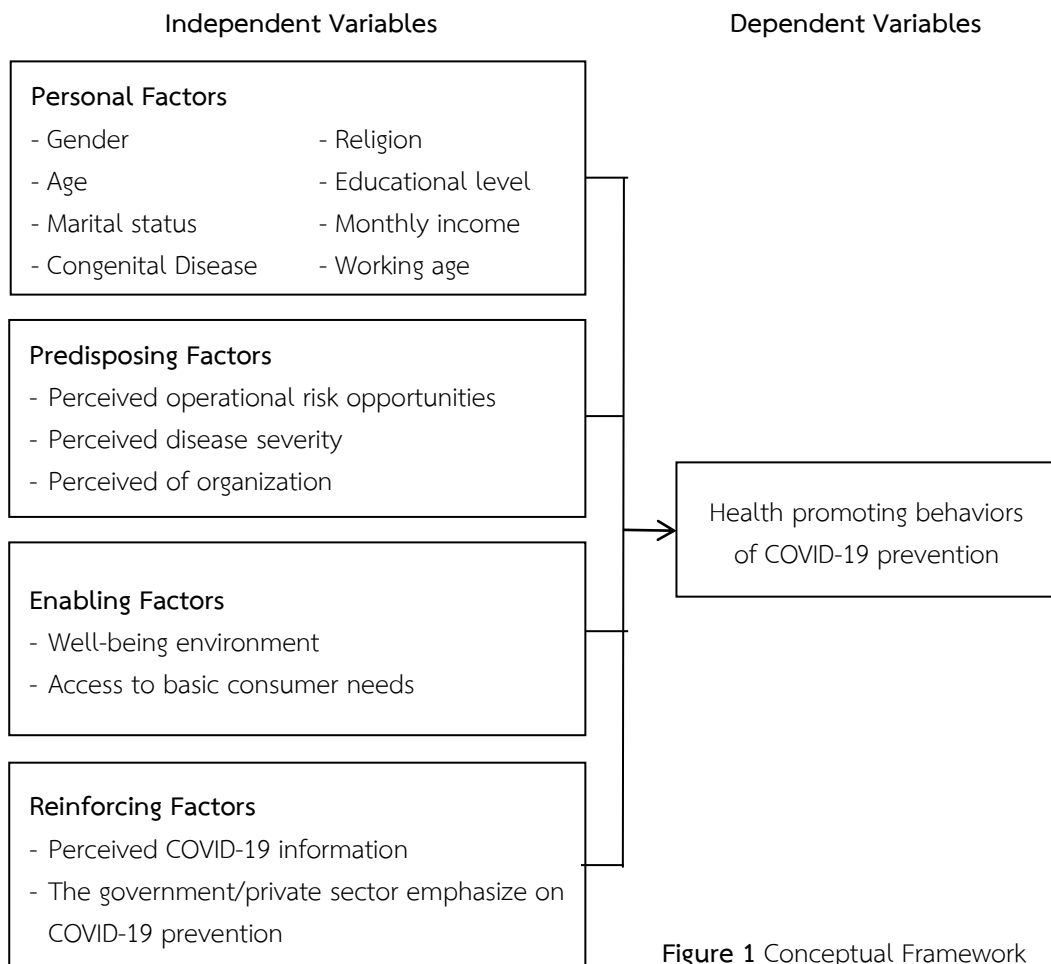 Independent Variables
Dependent Variables
Personal Factors
- Gender
- Religion
- Age
- Educational level
- Marital status
- Monthly income
- Congenital Disease
- Working age
Predisposing Factors
- Perceived operational risk opportunities
- Perceived disease severity
- Perceived of organization
Health promoting behaviors
of COVID-19 prevention
Enabling Factors
- Well-being environment
- Access to basic consumer needs
Reinforcing Factors
- Perceived COVID-19 information
- The government/private sector emphasize on
COVID-19 prevention
Figure 1 Conceptual Framework